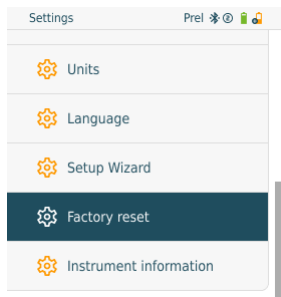 Settings Prel
Units
Language
Setup Wizard
Factory reset
Instrument information